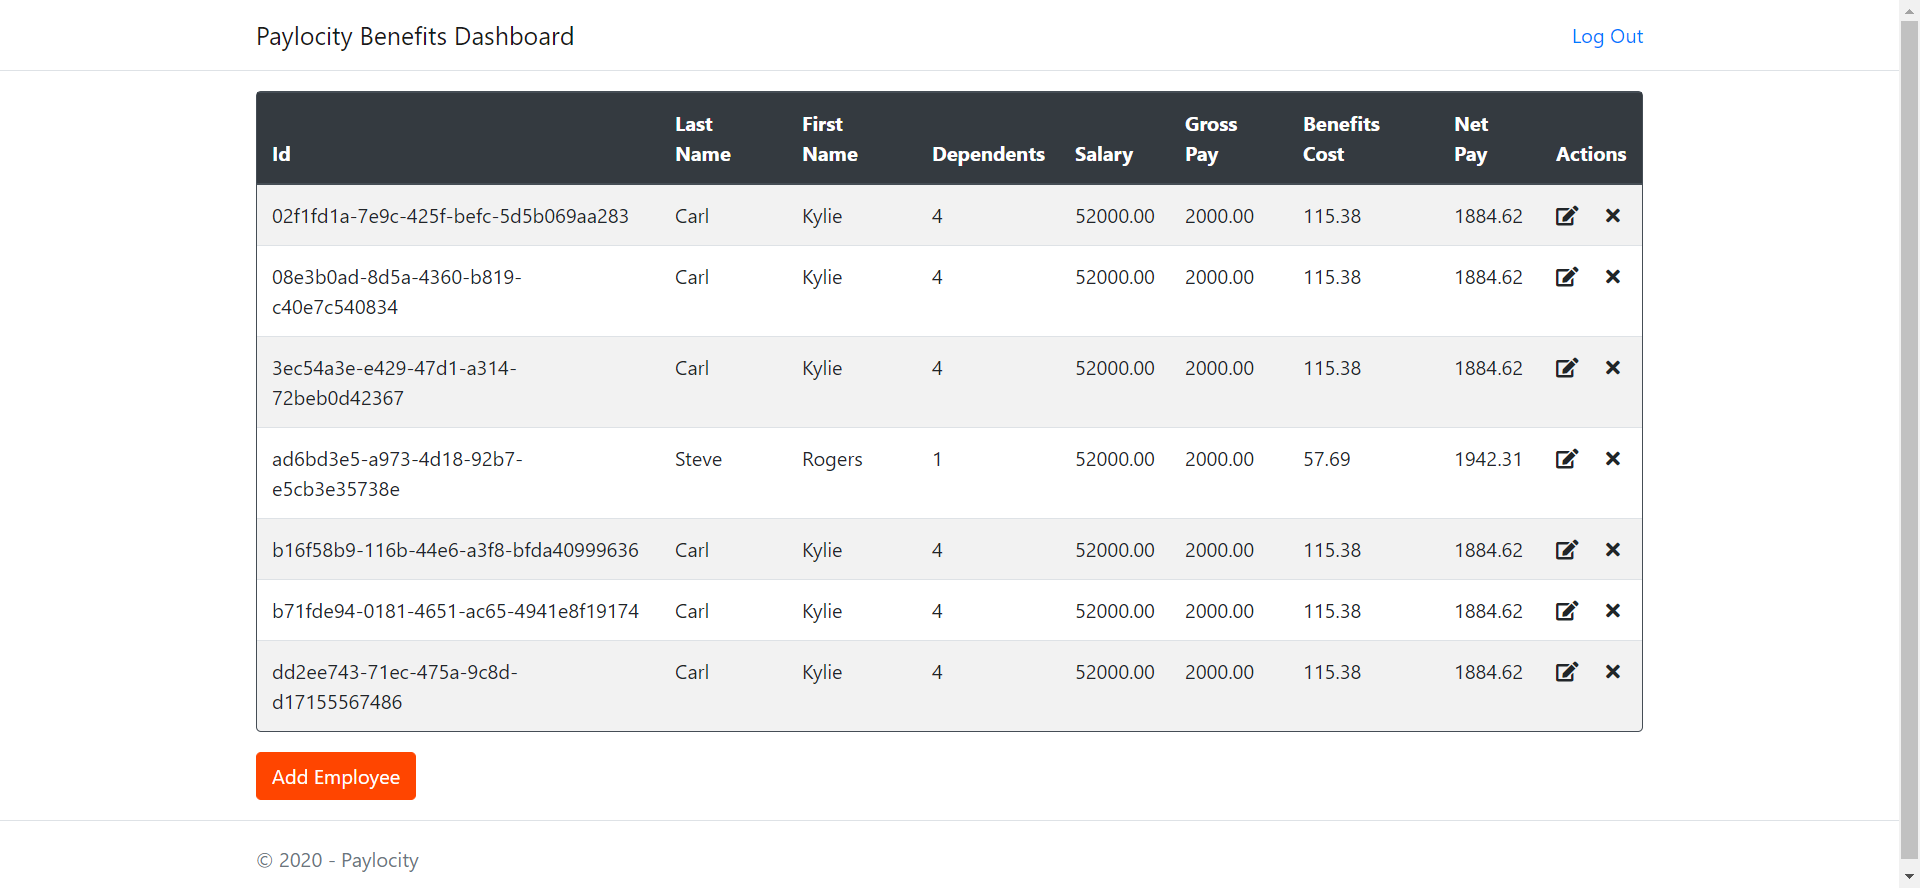 Paylocity Benefits Dashboard Log Out
Id Last Name First Name Dependents Salary Gross Pay Benefits Cost Net Pay Actions
02f1fd1a-7e9c-425f-befc-5d5b069aa283 Carl Kylie 4 52000.00 2000.00 115.38 1884.62
08e3b0ad-8d5a-4360-b819- Carl Kylie 4 52000.00 2000.00 115.38 1884.62
c40e7c540834
3ec54a3e-e429-47d1-a314- Carl Kylie 4 52000.00 2000.00 115.38 1884.62
72beb0d42367
ad6bd3e5-a973-4d18-92b7- Steve Rogers 1 52000.00 2000.00 57.69 1942.31
e5cb3e35738e
b16f58b9-116b-44e6-a3f8-bfda40999636 Carl Kylie 4 52000.00 2000.00 115.38 1884.62
b71fde94-0181-4651-ac65-4941e8f19174 Carl Kylie 4 52000.00 2000.00 115.38 1884.62
dd2ee743-71ec-475a-9c8d- Carl Kylie 4 52000.00 2000.00 115.38 1884.62
d17155567486
Add Employee
© 2020 - Paylocity